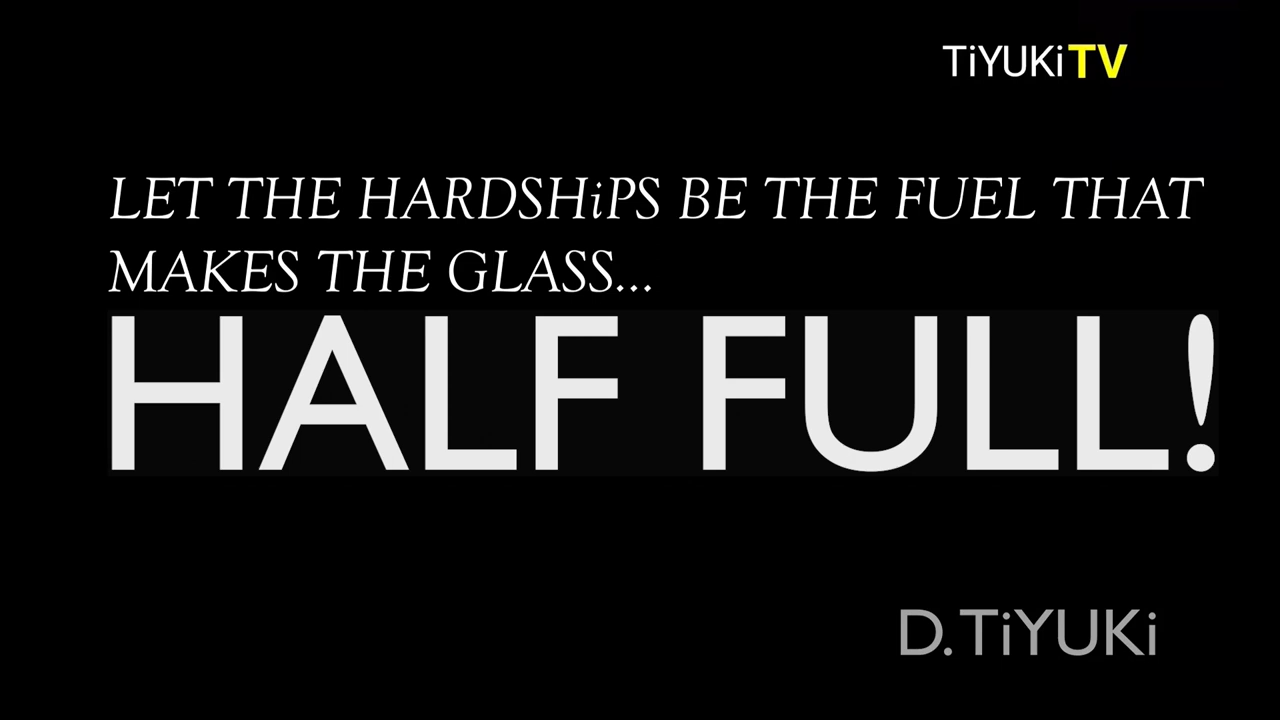 TiYUKiTV
LET THE HARDSHiPS BE THE FUEL THAT
MAKES THE GLASS...
HALF FULL!
D.TiYUKi